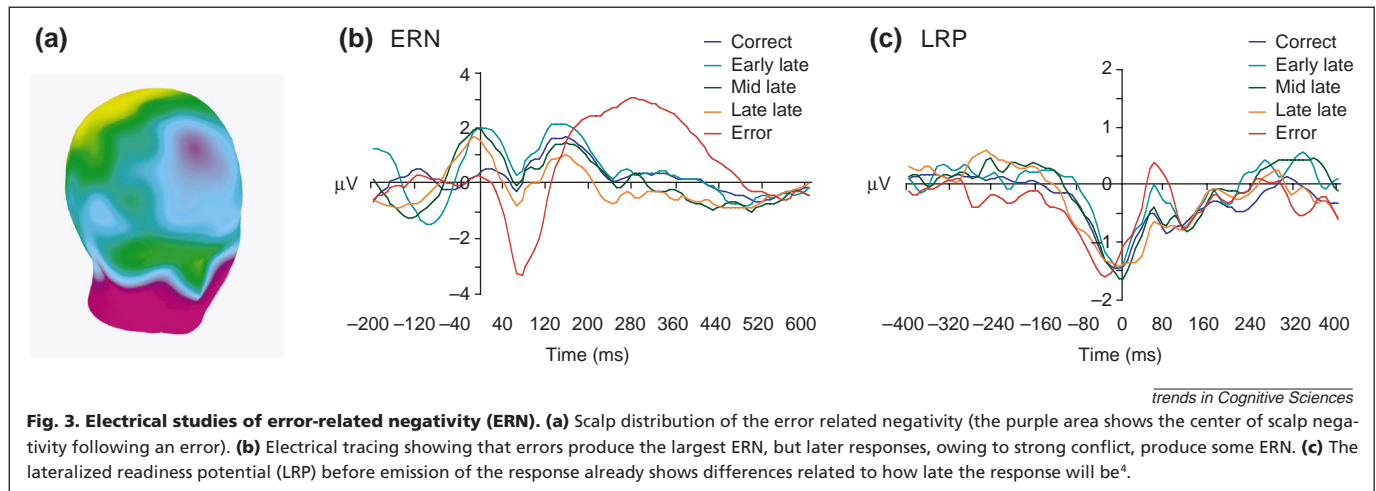 (a)
(b) ERN
Correct
Early late
Mid late
Late late
Error
4
2
0
−2
−4
μV
−200 −120 −40 40 120 200 280 360 440 520 600
Time (ms)
(c) LRP
Correct
Early late
Mid late
Late late
Error
2
1
0
−1
−2
μV
−400 −320 −240 −160 −80 0 80 160 240 320 400
Time (ms)
trends in Cognitive Sciences
Fig. 3. Electrical studies of error-related negativity (ERN). (a) Scalp distribution of the error related negativity (the purple area shows the center of scalp nega-
tivity following an error). (b) Electrical tracing showing that errors produce the largest ERN, but later responses, owing to strong conflict, produce some ERN. (c) The
lateralized readiness potential (LRP) before emission of the response already shows differences related to how late the response will be⁴.